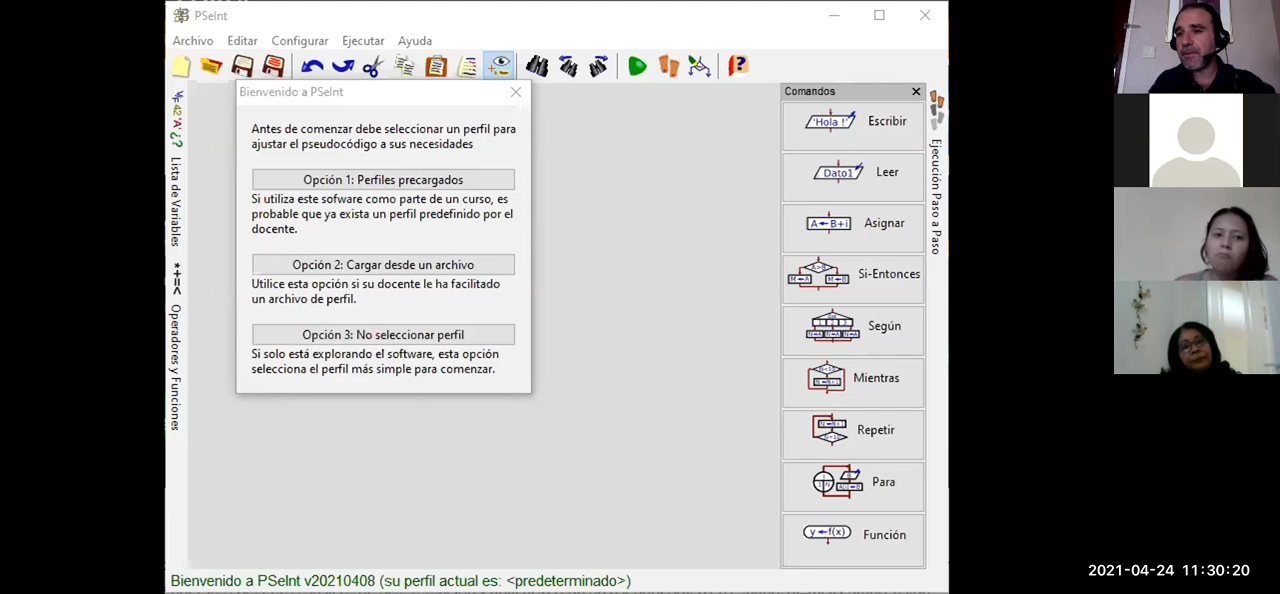 PSeInt
Archivo Editar Configurar Ejecutar Ayuda
Bienvenido a PSeInt
Antes de comenzar debe seleccionar un perfil para
ajustar el pseudocódigo a sus necesidades
Opción 1: Perfiles precargados
Si utiliza este sofware como parte de un curso, es
probable que ya exista un perfil predefinido por el
docente.
Opción 2: Cargar desde un archivo
Utilice esta opción si su docente le ha facilitado
un archivo de perfil.
Opción 3: No seleccionar perfil
Si solo está explorando el software, esta opción
selecciona el perfil más simple para comenzar.
Lista de Variables
*+=<
Operadores y Funciones
Comandos
'Hola !' Escribir
Dato1 Leer
A←B+i Asignar
A>B
M←A M←B
Si-Entonces
Según
Mientras
Repetir
Para
y←f(x) Función
Ejecución Paso a Paso
Bienvenido a PSeInt v20210408 (su perfil actual es: <predeterminado>)
2021-04-24 11:30:20